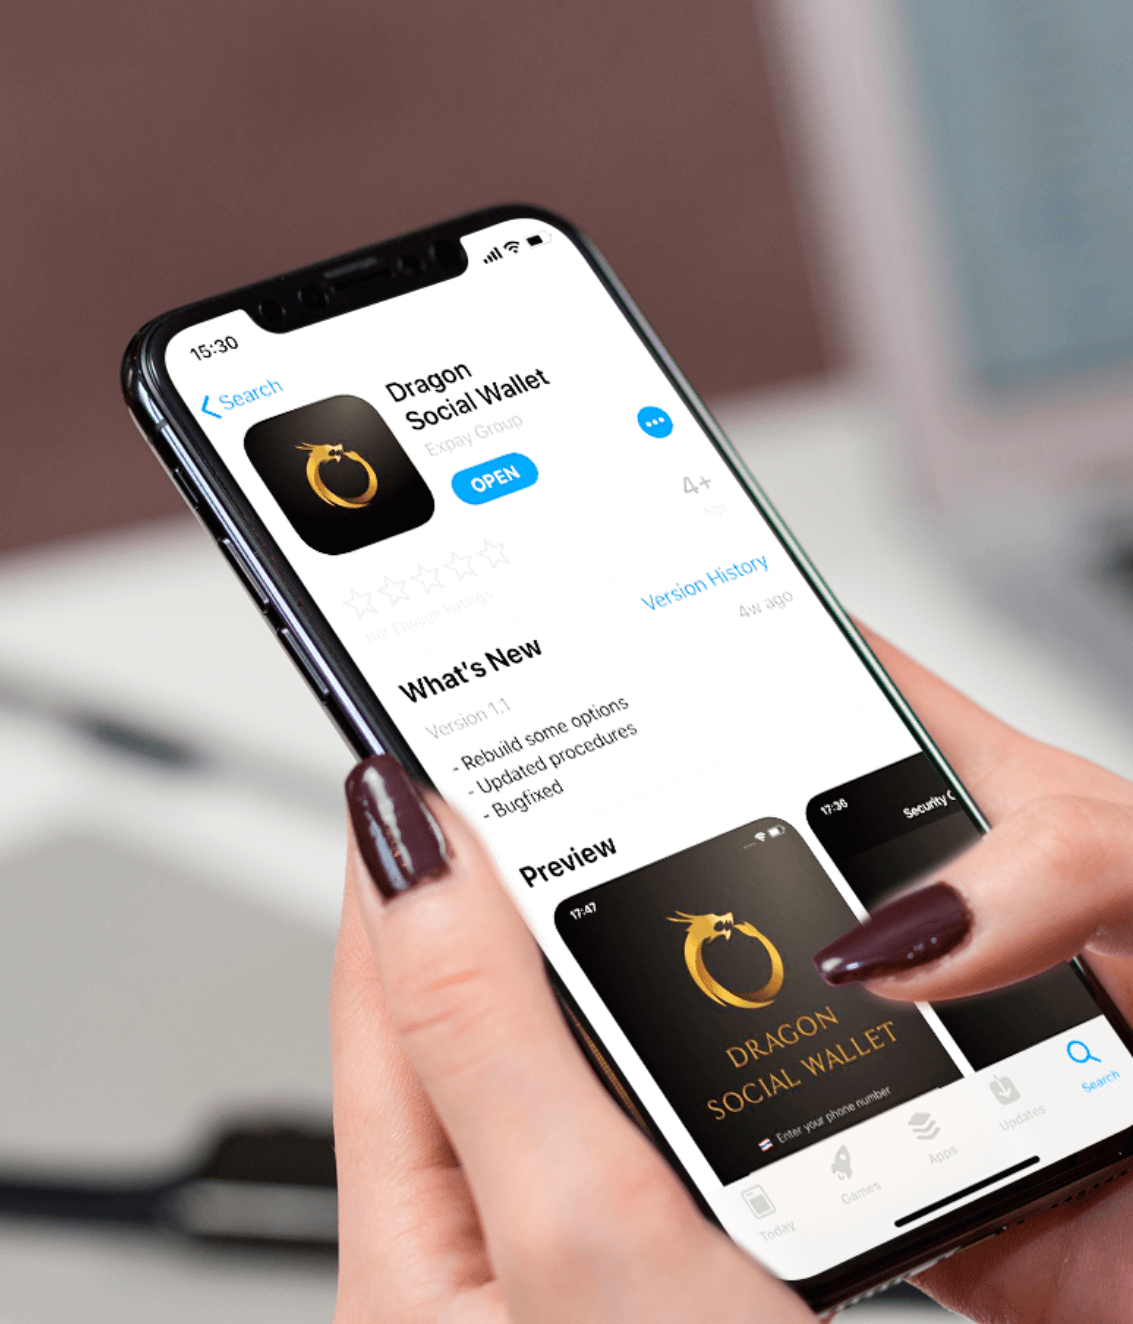 15:30
Search
Dragon
Social Wallet
Expay Group
OPEN
4+
Age
Not Enough Ratings
What's New
Version History
Version 1.1
4w ago
- Rebuild some options
- Updated procedures
- Bugfixed
Preview
17:47
DRAGON
SOCIAL WALLET
Enter your phone number
17:36
Security
Today
Games
Apps
Updates
Search